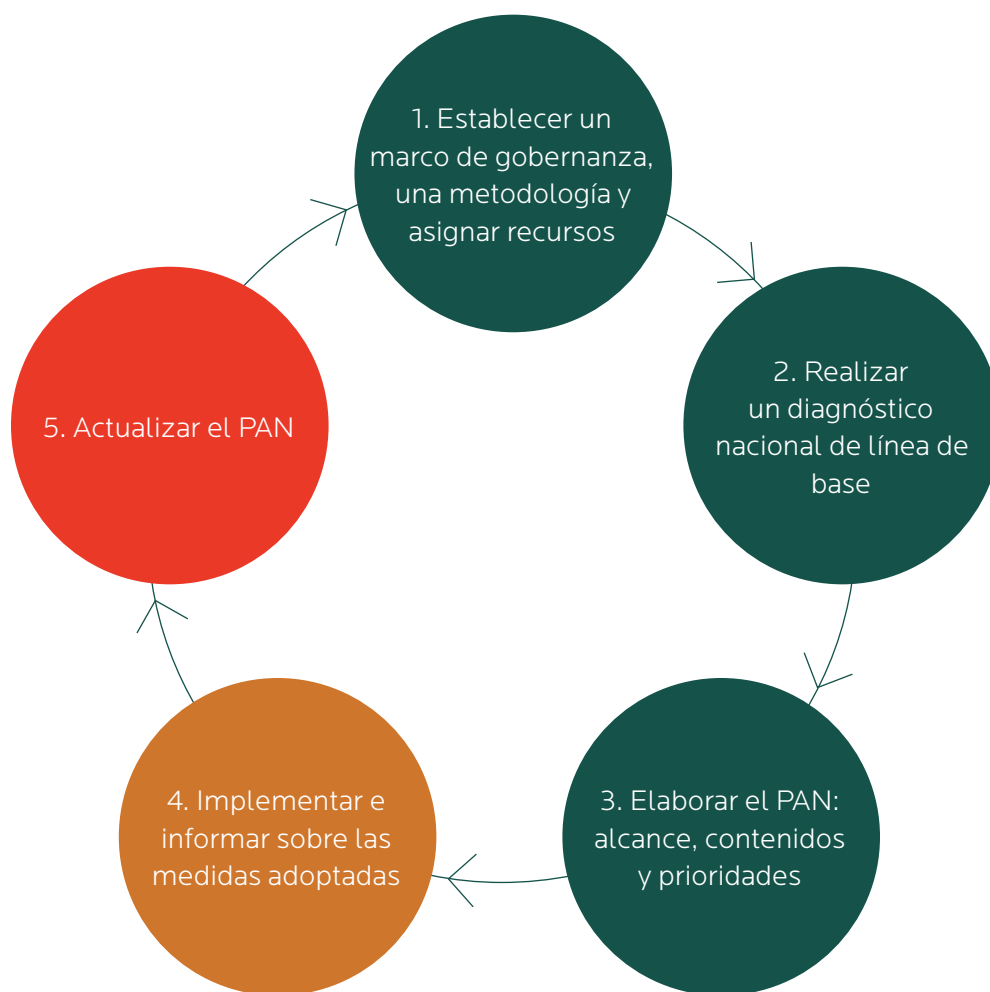 1. Establecer un
marco de gobernanza,
una metodología y
asignar recursos
2. Realizar
un diagnóstico
nacional de línea de
base
3. Elaborar el PAN:
alcance, contenidos
y prioridades
4. Implementar e
informar sobre las
medidas adoptadas
5. Actualizar el PAN